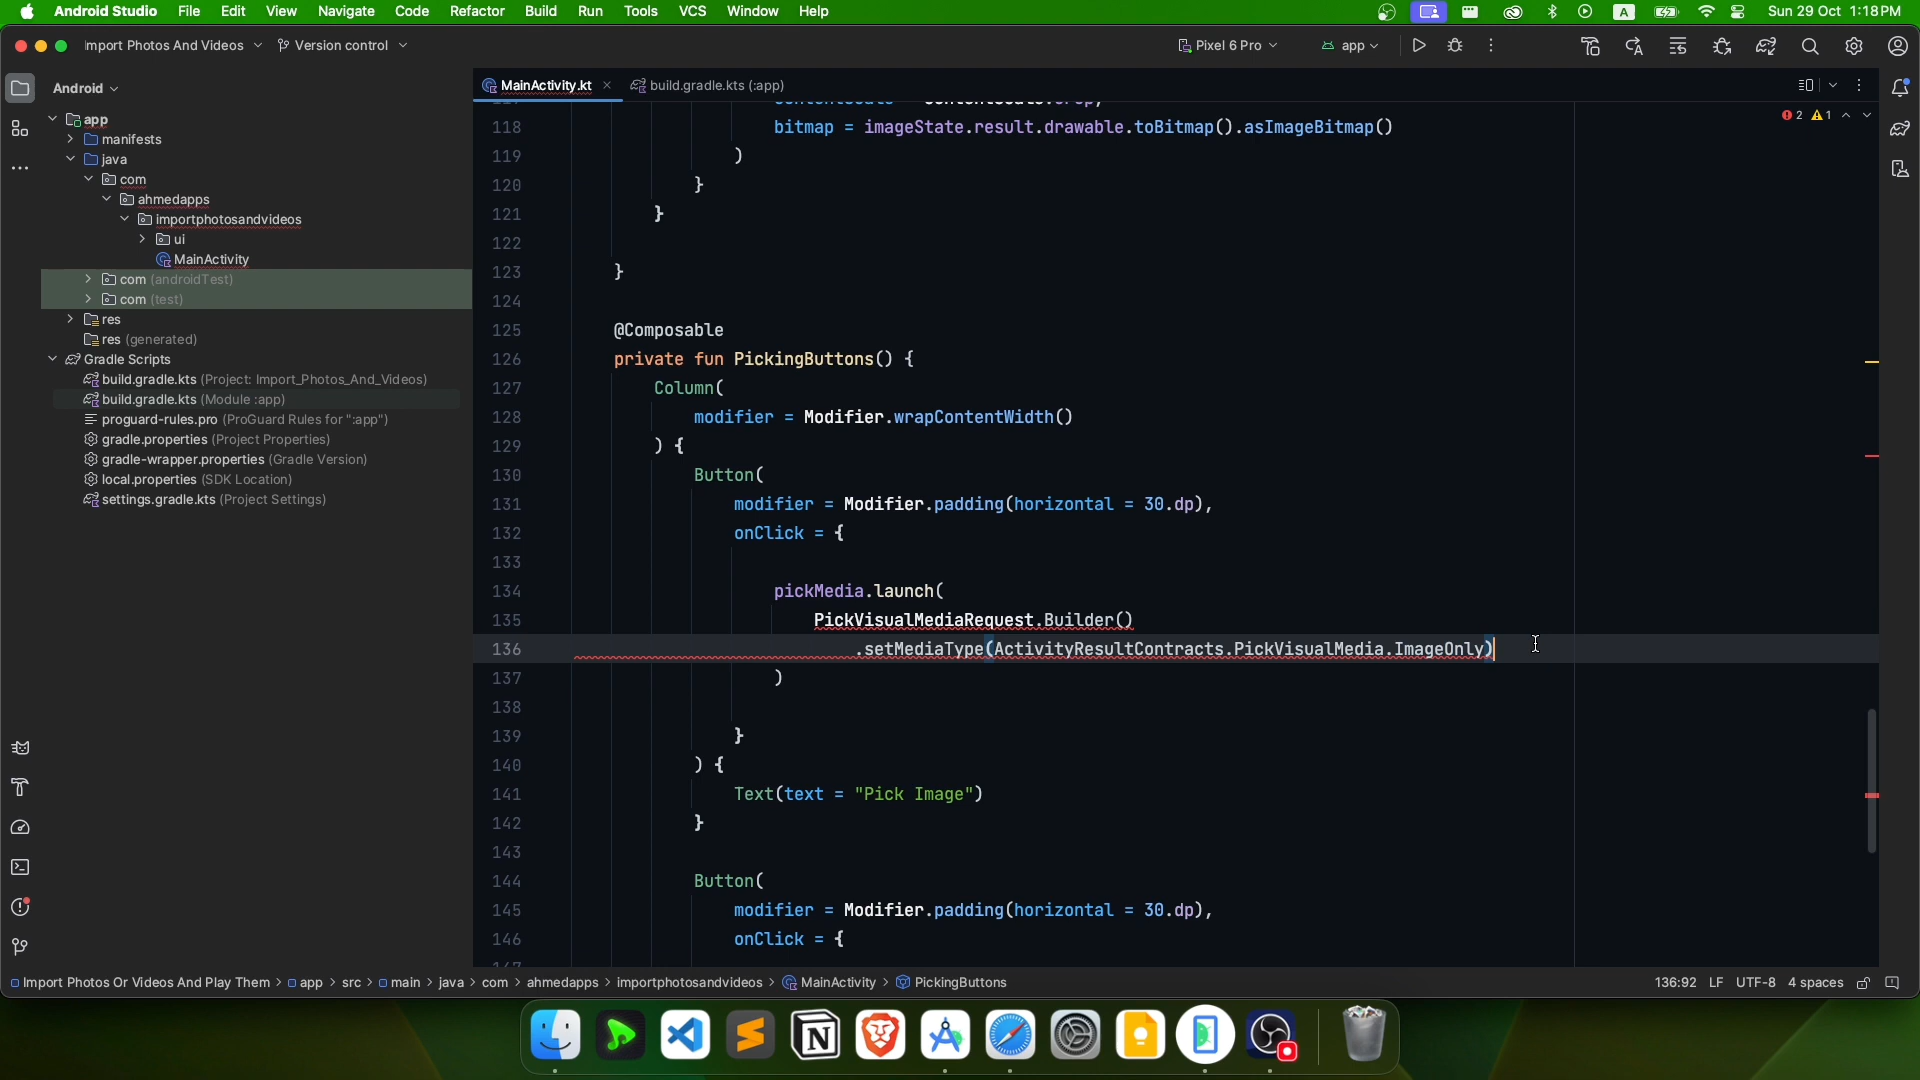 Android Studio File Edit View Navigate Code Refactor Build Run Tools VCS Window Help A Sun 29 Oct 1:18PM
Import Photos And Videos Version control Pixel 6 Pro app
Android
MainActivity.kt build.gradle.kts (:app)
2 1
app
manifests
java
com
ahmedapps
importphotosandvideos
ui
MainActivity
com (androidTest)
com (test)
res
res (generated)
Gradle Scripts
build.gradle.kts (Project: Import_Photos_And_Videos)
build.gradle.kts (Module :app)
proguard-rules.pro (ProGuard Rules for ":app")
gradle.properties (Project Properties)
gradle-wrapper.properties (Gradle Version)
local.properties (SDK Location)
settings.gradle.kts (Project Settings)
118 bitmap = imageState.result.drawable.toBitmap().asImageBitmap()
119 )
120 }
121 }
122
123 }
124
125 @Composable
126 private fun PickingButtons() {
127 Column(
128 modifier = Modifier.wrapContentWidth()
129 ) {
130 Button(
131 modifier = Modifier.padding(horizontal = 30.dp),
132 onClick = {
133
134 pickMedia.launch(
135 PickVisualMediaRequest.Builder()
136 .setMediaType(ActivityResultContracts.PickVisualMedia.ImageOnly)
137 )
138
139 }
140 ) {
141 Text(text = "Pick Image")
142 }
143
144 Button(
145 modifier = Modifier.padding(horizontal = 30.dp),
146 onClick = {
Import Photos Or Videos And Play Them > app > src > main > java > com > ahmedapps > importphotosandvideos > MainActivity > PickingButtons 136:92 LF UTF-8 4 spaces